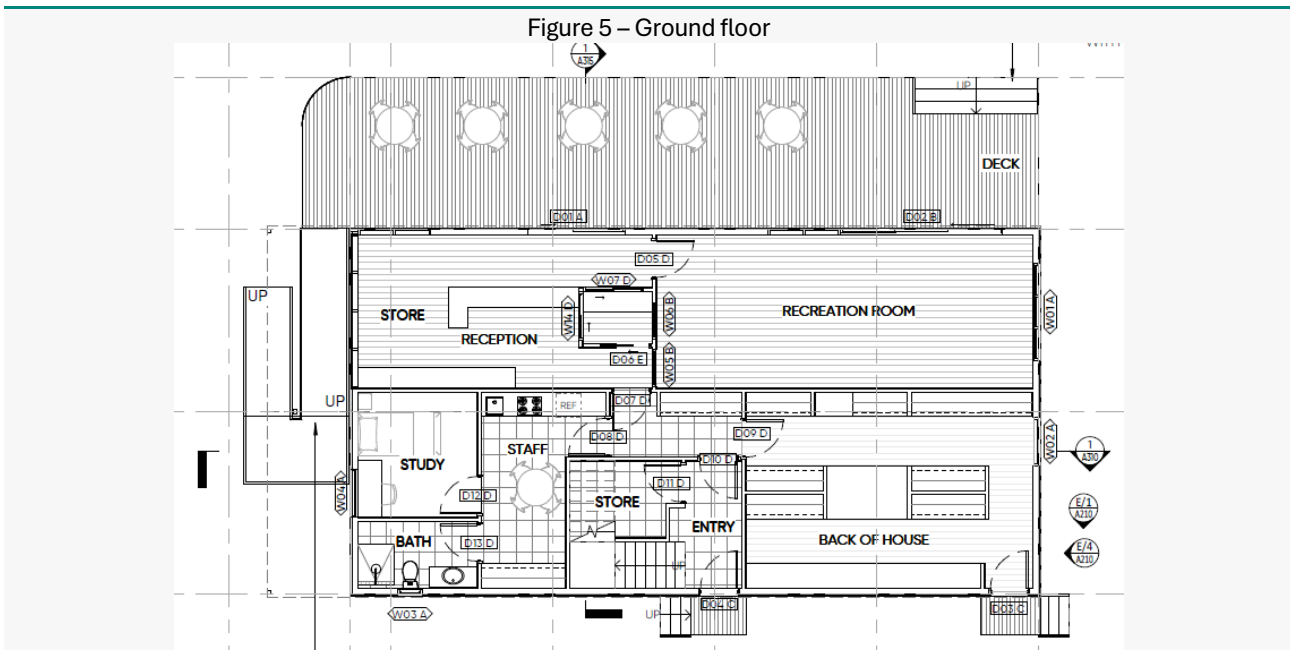 Figure 5 – Ground floor
1
A315
UP
DECK
D01 A
D02 B
D05 D
W07 D
UP
STORE
RECEPTION
W14 D
W06 B
RECREATION ROOM
W01 A
D06 E
W05 B
UP
REF
D07 D
D08 D
D09 D
W02 A
1
A310
STAFF
STUDY
D10 D
D11 D
W04 A
D12 D
STORE
ENTRY
E/1
A210
BATH
D13 D
BACK OF HOUSE
E/4
A210
UP
W03 A
UP
D04 C
D03 C